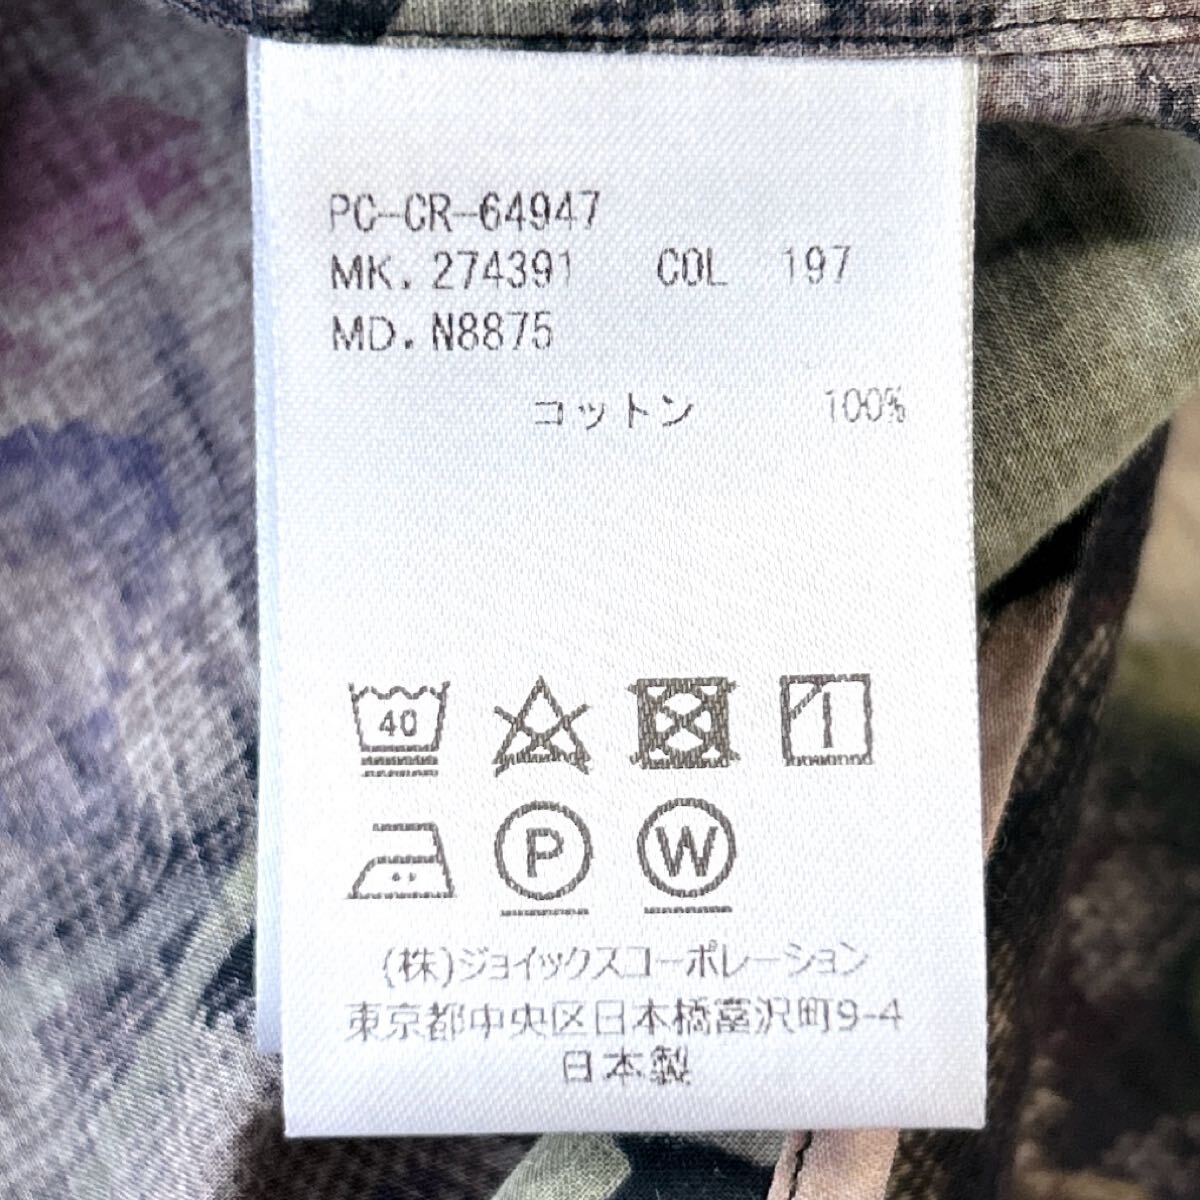 PC-CR-64947
MK. 274391 COL 197
MD. N8875
コットン 100%
40
P W
(株)ジョイックスコーポレーション
東京都中央区日本橋富沢町9-4
日本製